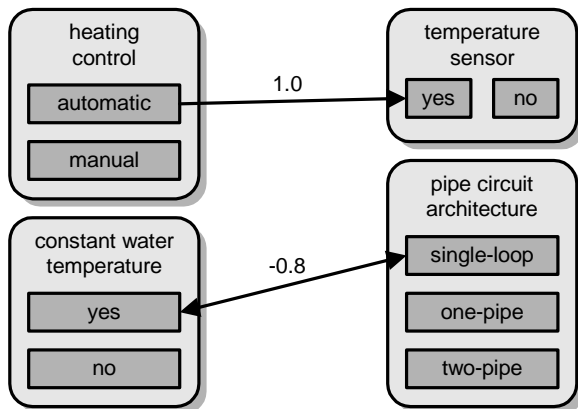 heating
control
automatic
manual
1.0
temperature
sensor
yes
no
constant water
temperature
yes
no
-0.8
pipe circuit
architecture
single-loop
one-pipe
two-pipe